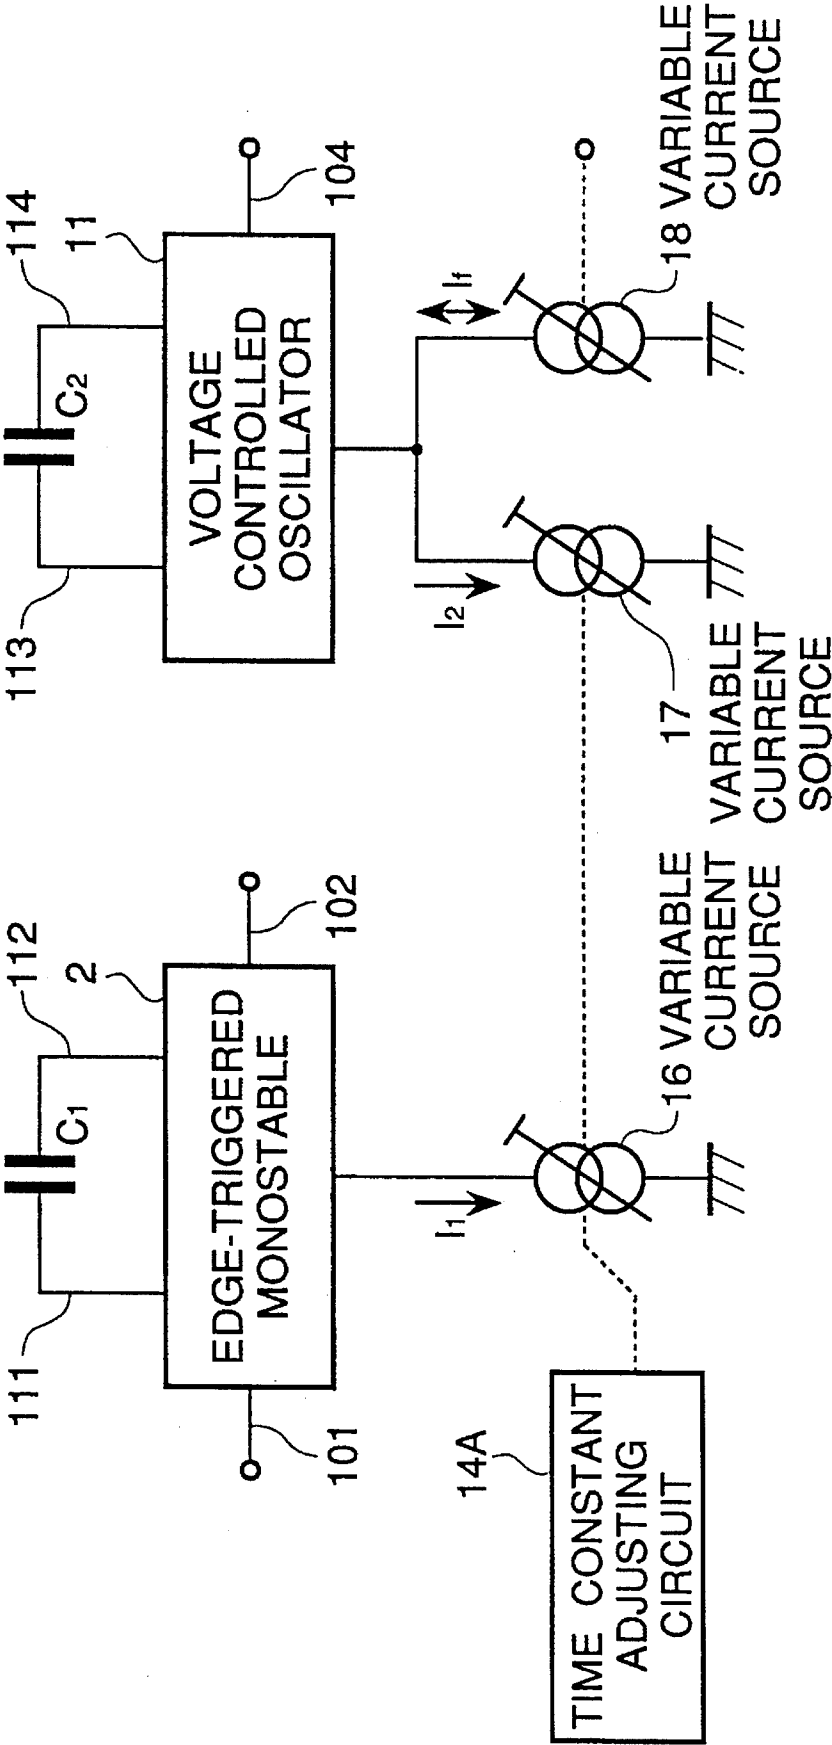 111
C1
112
2
EDGE-TRIGGERED
MONOSTABLE
101
102
I1
16 VARIABLE
CURRENT
SOURCE
14A
TIME CONSTANT
ADJUSTING
CIRCUIT
113
C2
114
11
VOLTAGE
CONTROLLED
OSCILLATOR
104
I2
If
17
VARIABLE
CURRENT
SOURCE
18 VARIABLE
CURRENT
SOURCE